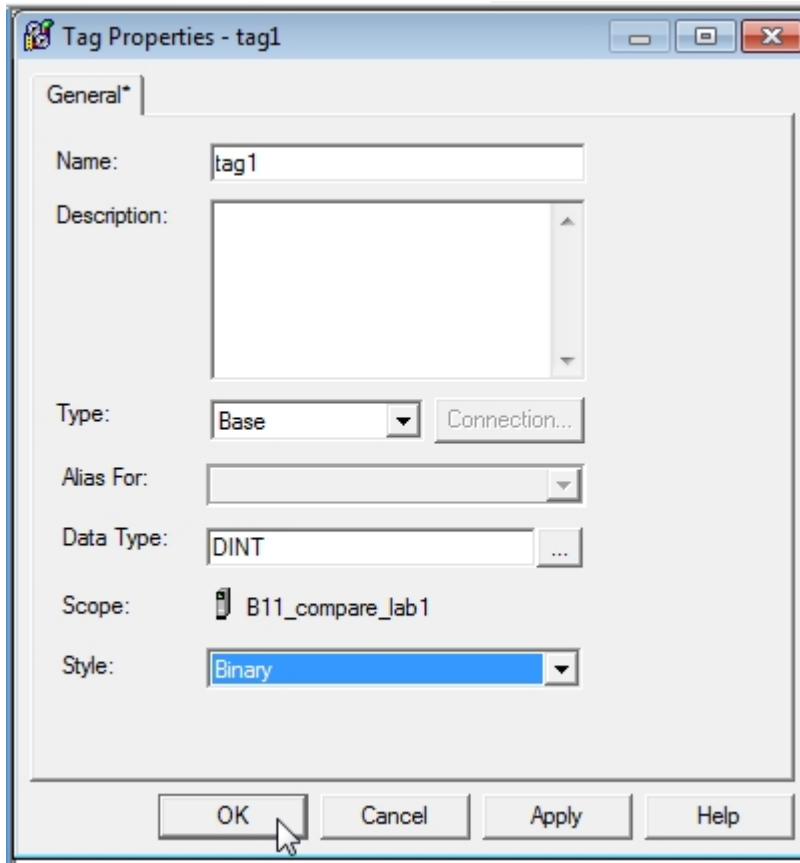 Tag Properties - tag1
General*
Name: tag1
Description:
Type: Base Connection...
Alias For:
Data Type: DINT ...
Scope: B11_compare_lab1
Style: Binary
OK Cancel Apply Help